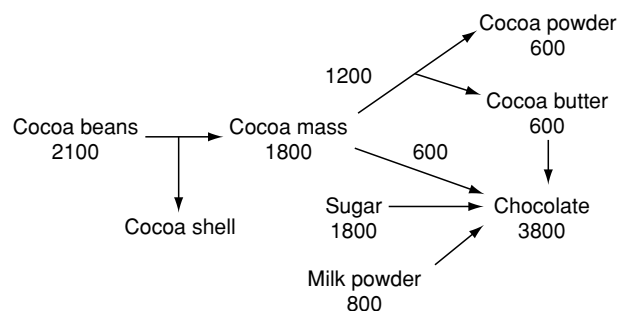 Cocoa powder
600
1200
Cocoa butter
600
Cocoa beans
2100
Cocoa mass
1800
600
Cocoa shell
Sugar
1800
Chocolate
3800
Milk powder
800